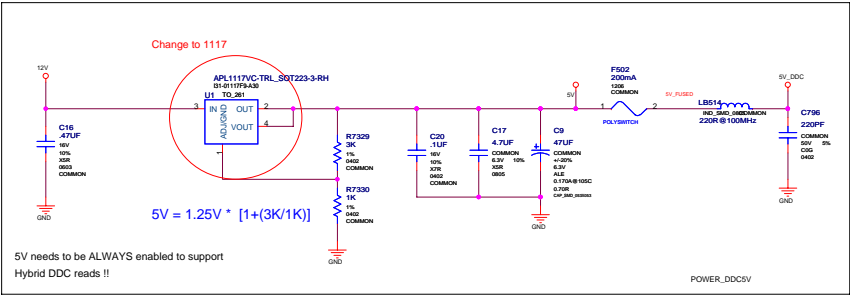 Change to 1117
12V
APL1117VC-TRL_SOT223-3-RH
I31-01117F9-A30
U1 TO_261
3 IN OUT 2
VOUT 4
ADJ/GND
1
C16
.47UF
16V
10%
X5R
0603
COMMON
GND
R7329
3K
1%
0402
COMMON
R7330
1K
1%
0402
COMMON
GND
5V = 1.25V * [1+(3K/1K)]
C20
.1UF
16V
10%
X7R
0402
COMMON
C17
4.7UF
COMMON
6.3V 10%
X5R
0805
C9
47UF
COMMON
+/-20%
6.3V
ALE
0.170A@105C
0.70R
GND
5V
F502
200mA
1206
COMMON
1 2
POLYSWITCH
5V_FUSED
LB514
COMMON
220R@100MHz
5V_DDC
C796
220PF
COMMON
50V 5%
C0G
0402
GND
5V needs to be ALWAYS enabled to support
Hybrid DDC reads !!
POWER_DDC5V